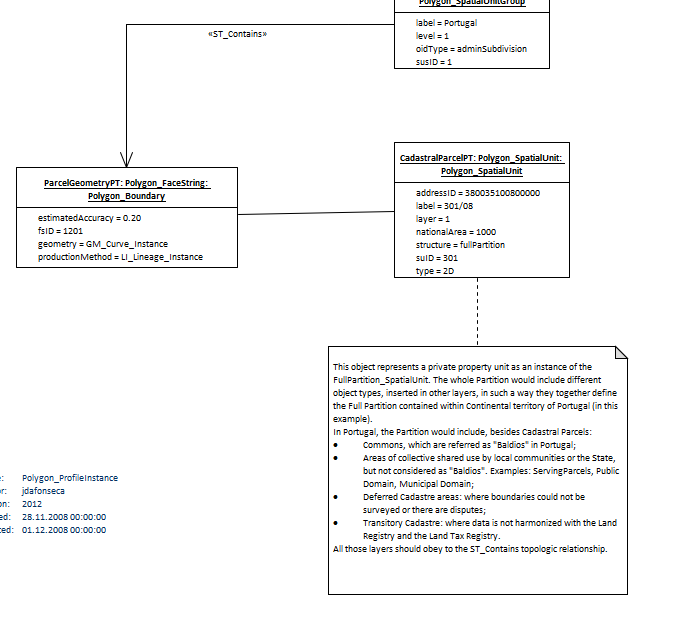 Polygon_SpatialUnitGroup
label = Portugal
level = 1
oidType = adminSubdivision
susID = 1
«ST_Contains»
CadastralParcelPT: Polygon_SpatialUnit:
Polygon_SpatialUnit
addressID = 380035100800000
label = 301/08
layer = 1
nationalArea = 1000
structure = fullPartition
suID = 301
type = 2D
ParcelGeometryPT: Polygon_FaceString:
Polygon_Boundary
estimatedAccuracy = 0.20
fsID = 1201
geometry = GM_Curve_Instance
productionMethod = LI_Lineage_Instance
This object represents a private property unit as an instance of the
FullPartition_SpatialUnit. The whole Partition would include different
object types, inserted in other layers, in such a way they together define
the Full Partition contained within Continental territory of Portugal (in this
example).
In Portugal, the Partition would include, besides Cadastral Parcels:
• Commons, which are referred as "Baldios" in Portugal;
• Areas of collective shared use by local communities or the State,
but not considered as "Baldios". Examples: ServingParcels, Public
Domain, Municipal Domain;
• Deferred Cadastre areas: where boundaries could not be
surveyed or there are disputes;
• Transitory Cadastre: where data is not harmonized with the Land
Registry and the Land Tax Registry.
All those layers should obey to the ST_Contains topologic relationship.
e: Polygon_ProfileInstance
or: jdafonseca
on: 2012
ed: 28.11.2008 00:00:00
ted: 01.12.2008 00:00:00